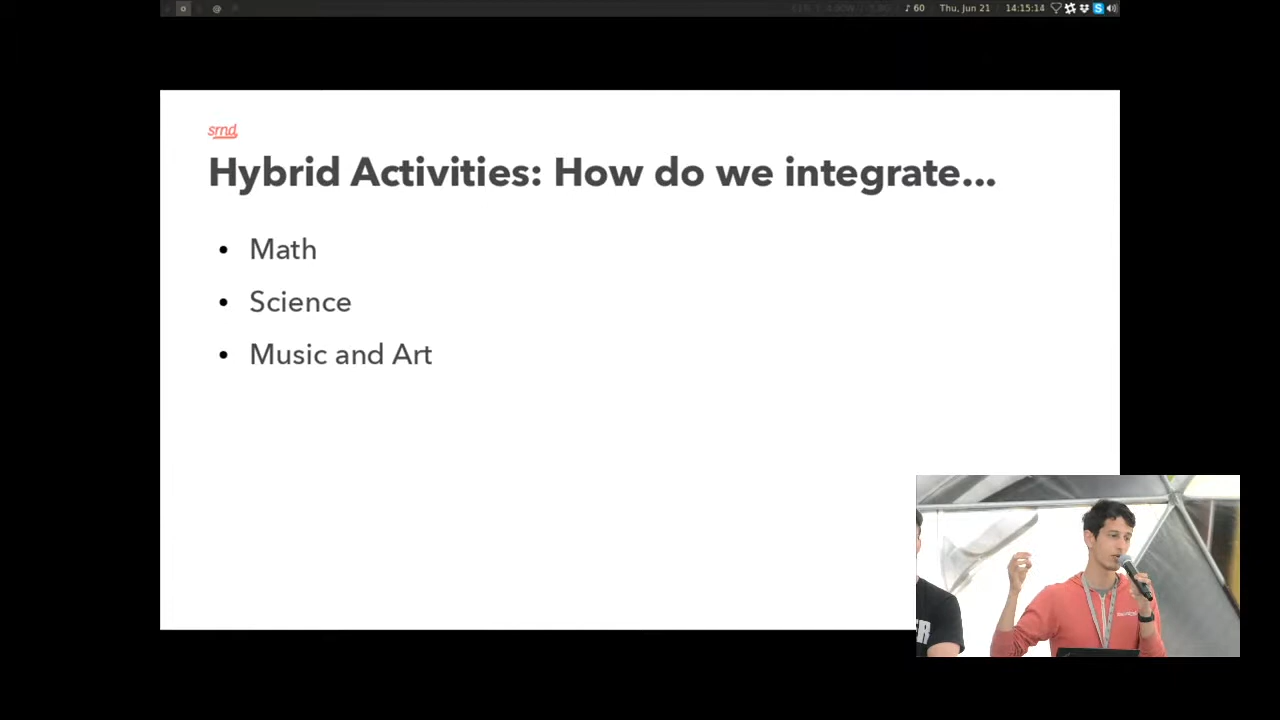 @ ♪ 60 Thu, Jun 21 14:15:14
srnd
Hybrid Activities: How do we integrate...
• Math
• Science
• Music and Art